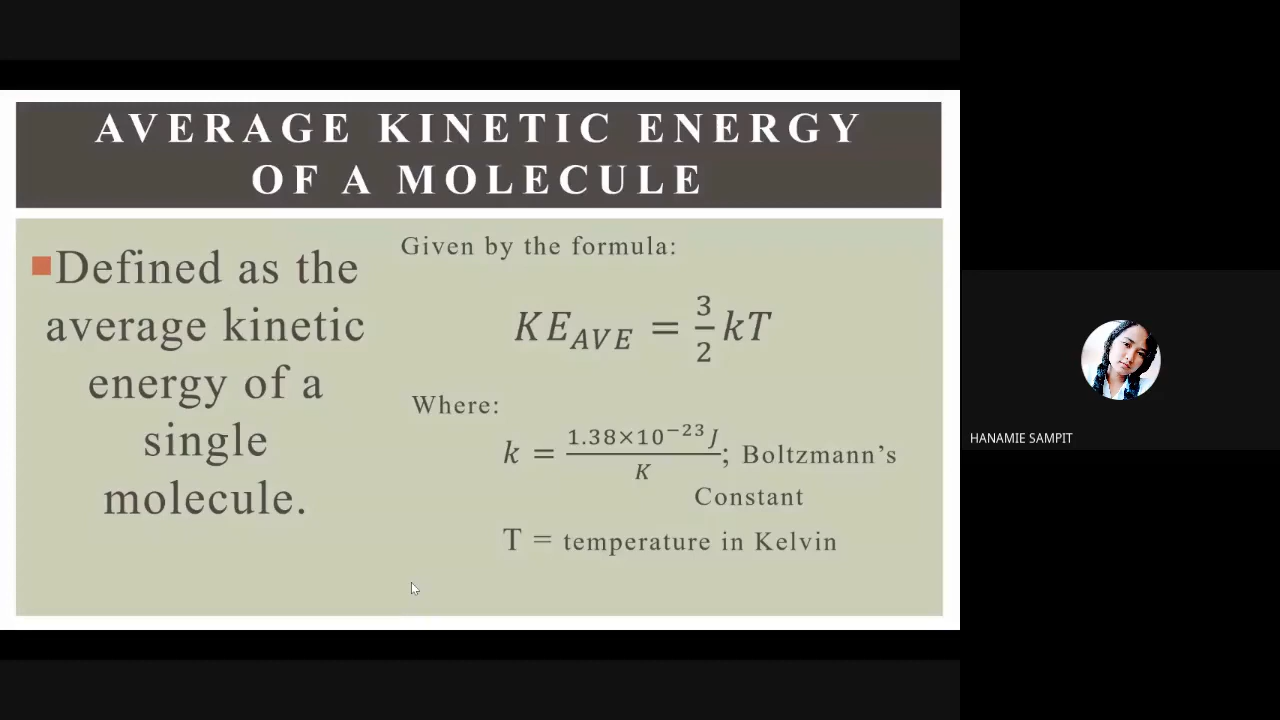 AVERAGE KINETIC ENERGY
OF A MOLECULE
Defined as the
average kinetic
energy of a
single
molecule.
Given by the formula:
KE_AVE = 3/2 kT
Where:
k = 1.38×10⁻²³ J / K; Boltzmann's
Constant
T = temperature in Kelvin
HANAMIE SAMPIT